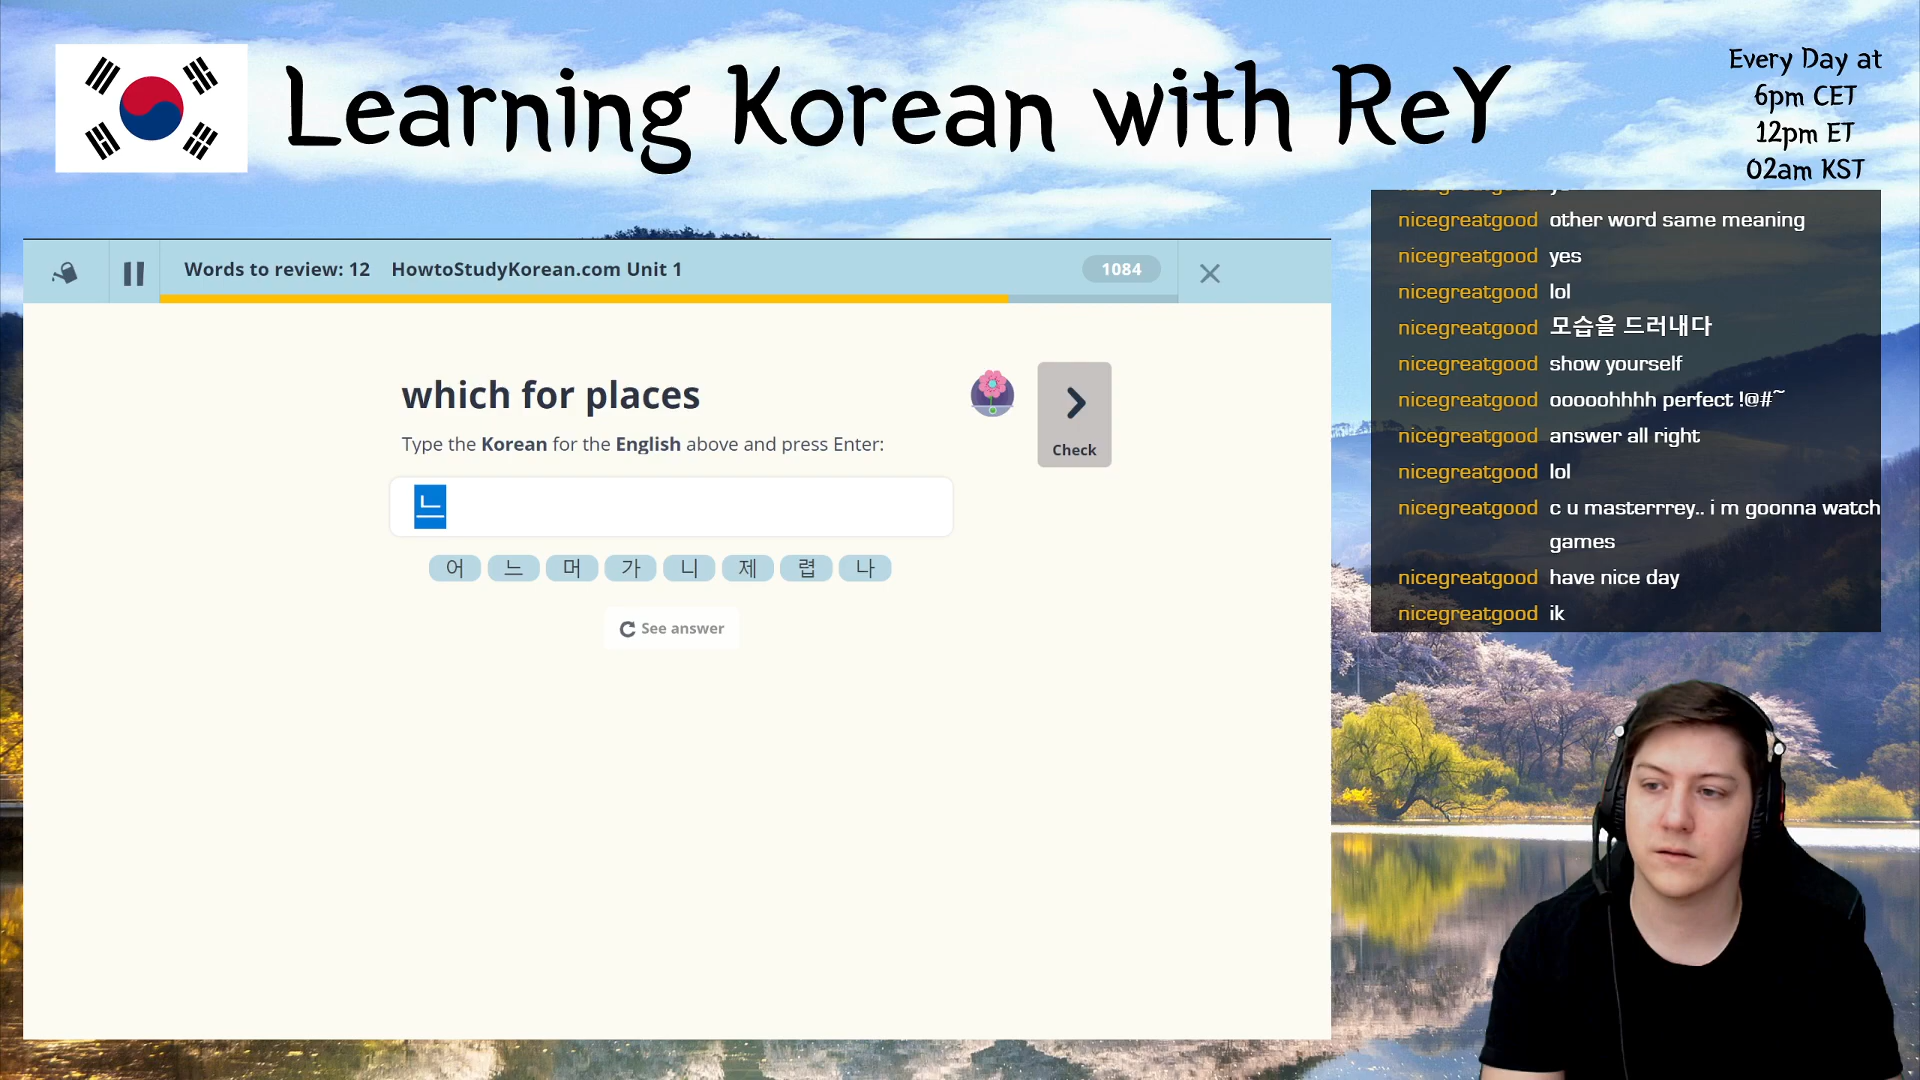 Learning Korean with ReY
Every Day at
6pm CET
12pm ET
02am KST
Words to review: 12 HowtoStudyKorean.com Unit 1
1084
which for places
Type the Korean for the English above and press Enter:
느
Check
어 느 머 가 니 제 렵 나
See answer
nicegreatgood other word same meaning
nicegreatgood yes
nicegreatgood lol
nicegreatgood 모습을 드러내다
nicegreatgood show yourself
nicegreatgood ooooohhhh perfect !@#~
nicegreatgood answer all right
nicegreatgood lol
nicegreatgood c u masterrrey.. i m goonna watch
games
nicegreatgood have nice day
nicegreatgood ik